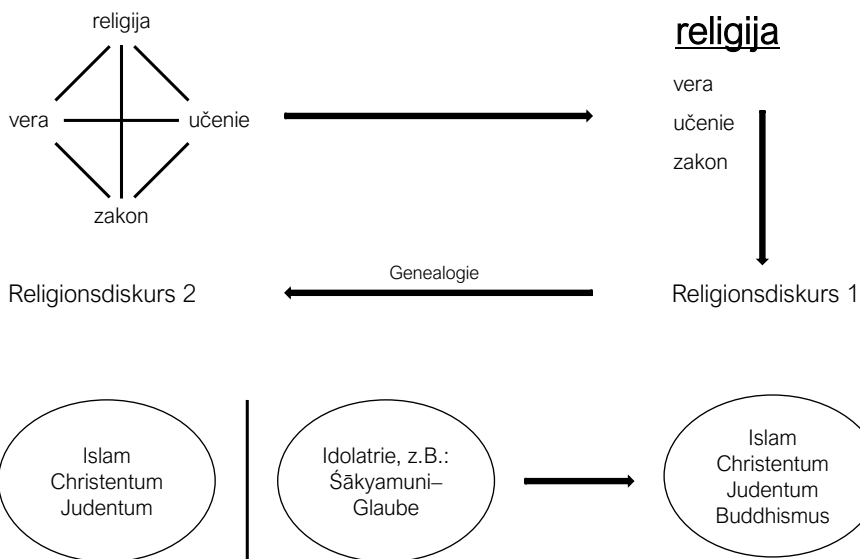 religija
vera
učenie
zakon
religija
vera
učenie
zakon
Genealogie
Religionsdiskurs 2
Religionsdiskurs 1
Islam
Christentum
Judentum
Idolatrie, z.B.:
Śākyamuni–
Glaube
Islam
Christentum
Judentum
Buddhismus